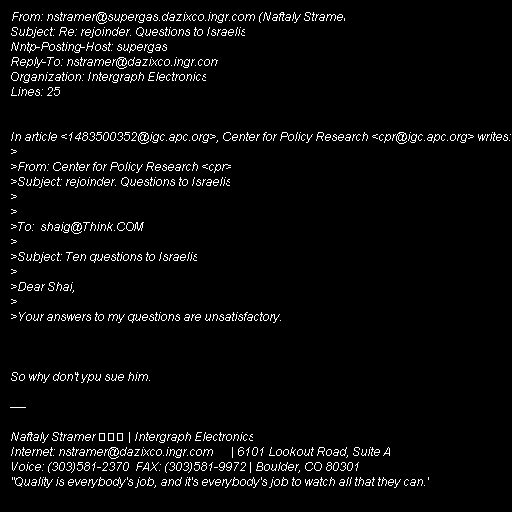 From: nstramer@supergas.dazixco.ingr.com (Naftaly Stramer
Subject: Re: rejoinder. Questions to Israelis
Nntp-Posting-Host: supergas
Reply-To: nstramer@dazixco.ingr.com
Organization: Intergraph Electronics
Lines: 25
In article <1483500352@igc.apc.org>, Center for Policy Research <cpr@igc.apc.org> writes:
>
>From: Center for Policy Research <cpr>
>Subject: rejoinder. Questions to Israelis
>
>
>To:  shaig@Think.COM
>
>Subject: Ten questions to Israelis
>
>Dear Shai,
>
>Your answers to my questions are unsatisfactory.
So why don't ypu sue him.
----
Naftaly Stramer | Intergraph Electronics
Internet: nstramer@dazixco.ingr.com | 6101 Lookout Road, Suite A
Voice: (303)581-2370  FAX: (303)581-9972 | Boulder, CO 80301
"Quality is everybody's job, and it's everybody's job to watch all that they can."